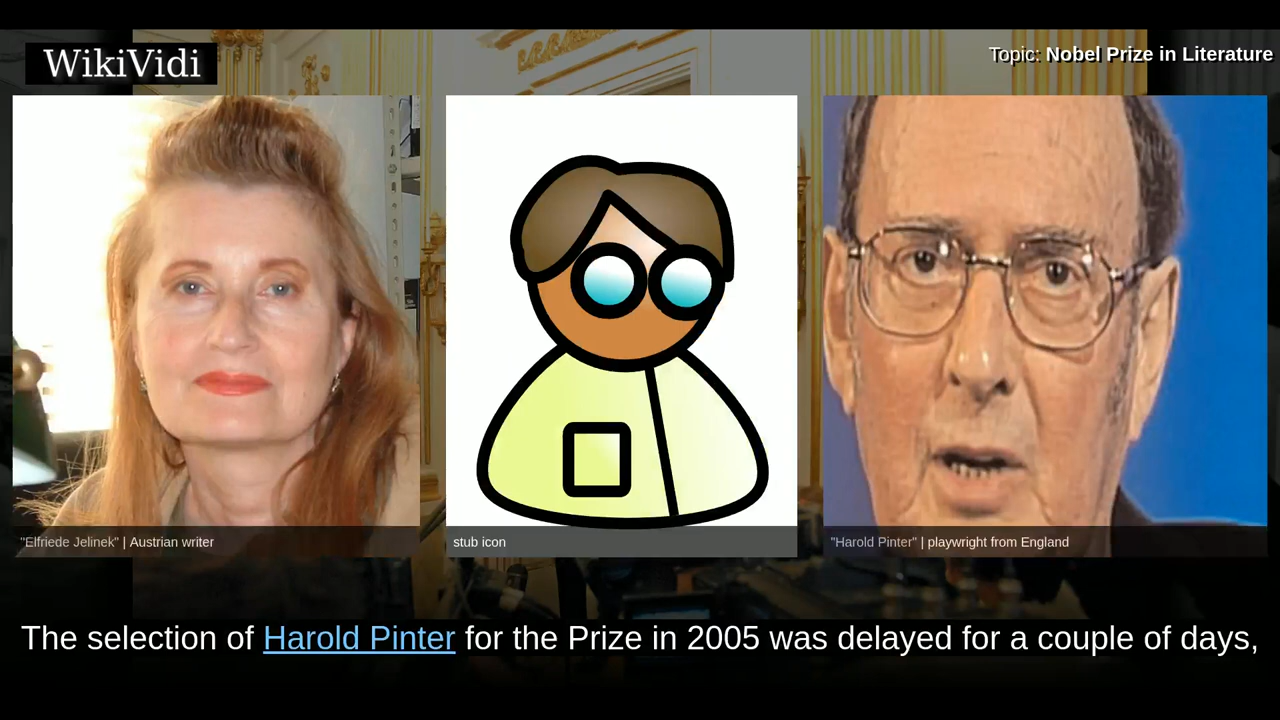 WikiVidi
Topic: Nobel Prize in Literature
"Elfriede Jelinek" | Austrian writer
stub icon
"Harold Pinter" | playwright from England
The selection of Harold Pinter for the Prize in 2005 was delayed for a couple of days,